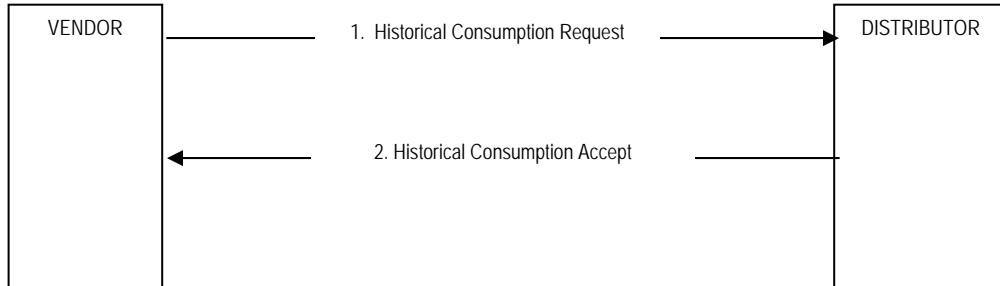 VENDOR
1. Historical Consumption Request
DISTRIBUTOR
2. Historical Consumption Accept